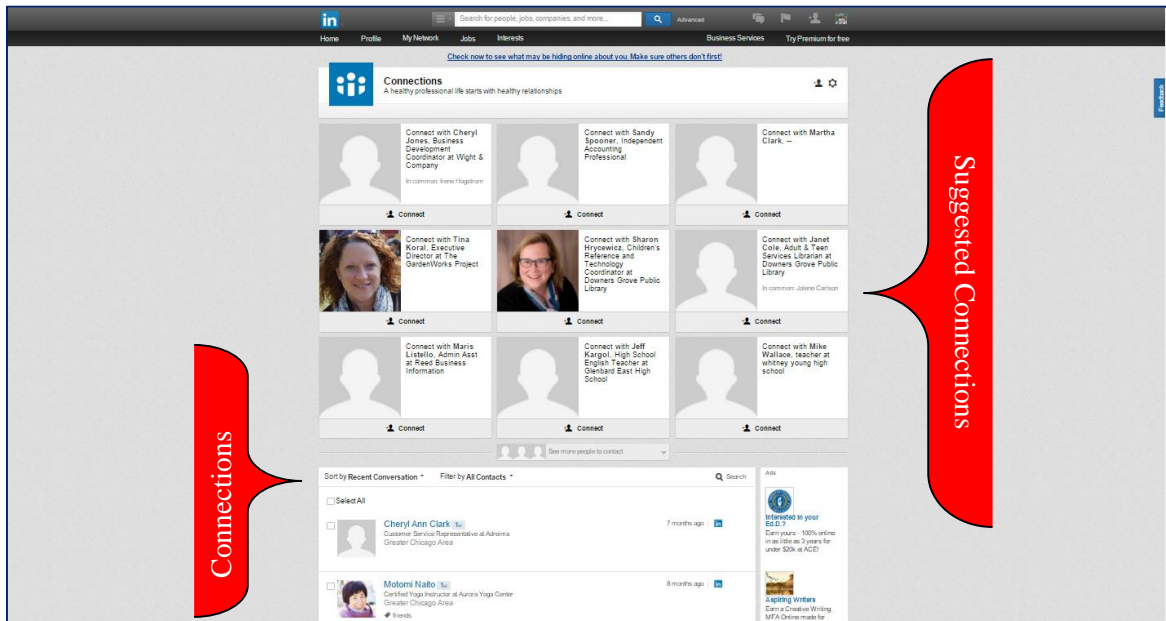 in
Search for people, jobs, companies, and more...
Advanced
Home Profile My Network Jobs Interests
Business Services Try Premium for free
Check now to see what may be hiding online about you. Make sure others don't first!
Feedback
Connections
A healthy professional life starts with healthy relationships
Connect with Cheryl
Jones, Business
Development
Coordinator at Wight &
Company
In common: Irene Hogstrom
Connect
Connect with Sandy
Spooner, Independent
Accounting
Professional
Connect
Connect with Martha
Clark, --
Connect
Connect with Tina
Koral, Executive
Director at The
GardenWorks Project
Connect
Connect with Sharon
Hrycewicz, Children's
Reference and
Technology
Coordinator at
Downers Grove Public
Library
Connect
Connect with Janet
Cole, Adult & Teen
Services Librarian at
Downers Grove Public
Library
In common: Jolene Carlson
Connect
Connect with Maris
Listello, Admin Asst
at Reed Business
Information
Connect
Connect with Jeff
Kargol, High School
English Teacher at
Glenbard East High
School
Connect
Connect with Mike
Wallace, teacher at
whitney young high
school
Connect
See more people to contact
Suggested Connections
Connections
Sort by Recent Conversation Filter by All Contacts Search
Select All
Cheryl Ann Clark 1st
Customer Service Representative at Adreima
Greater Chicago Area
7 months ago in
Motomi Naito 1st
Certified Yoga Instructor at Aurora Yoga Center
Greater Chicago Area
friends
8 months ago in
Ads
Interested in your
Ed.D.?
Earn yours - 100% online
in as little as 3 years for
under $20k at ACE!
Aspiring Writers
Earn a Creative Writing
MFA Online made for